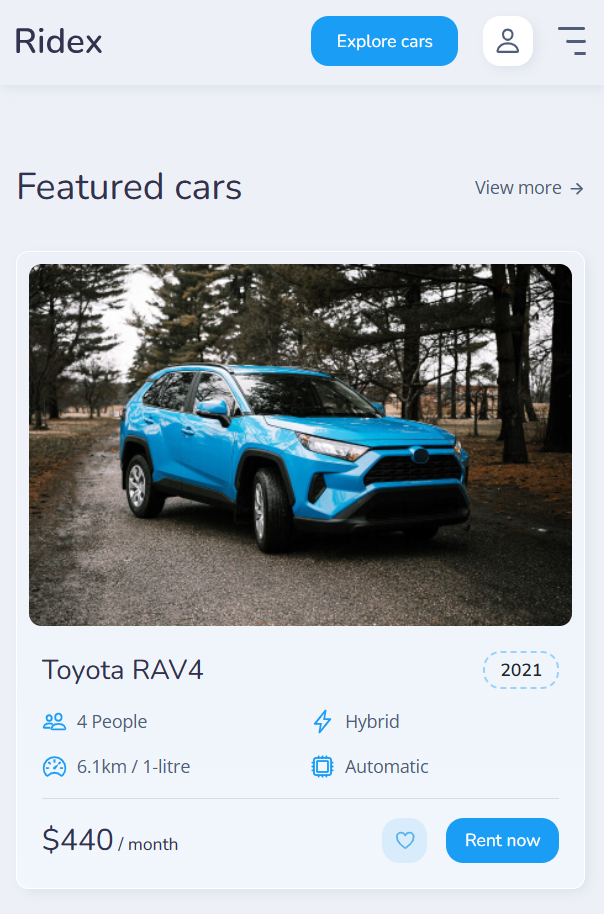 Ridex
Explore cars
Featured cars
View more →
Toyota RAV4
2021
4 People
Hybrid
6.1km / 1-litre
Automatic
$440 / month
Rent now